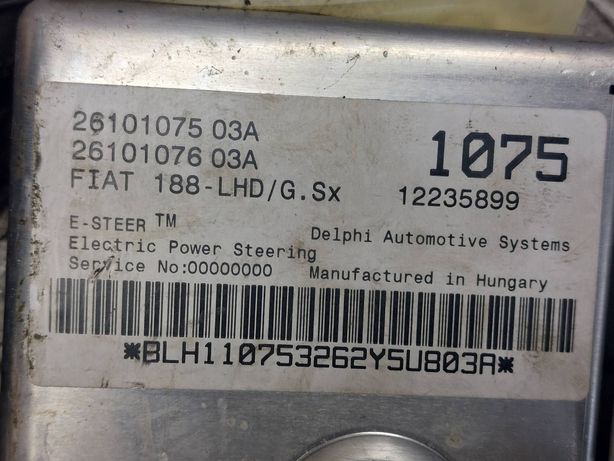 26101075 03A
26101076 03A
1075
FIAT 188-LHD/G.Sx 12235899
E-STEER ™ Delphi Automotive Systems
Electric Power Steering
Service No:00000000 Manufactured in Hungary
*BLH110753262Y5U803A*